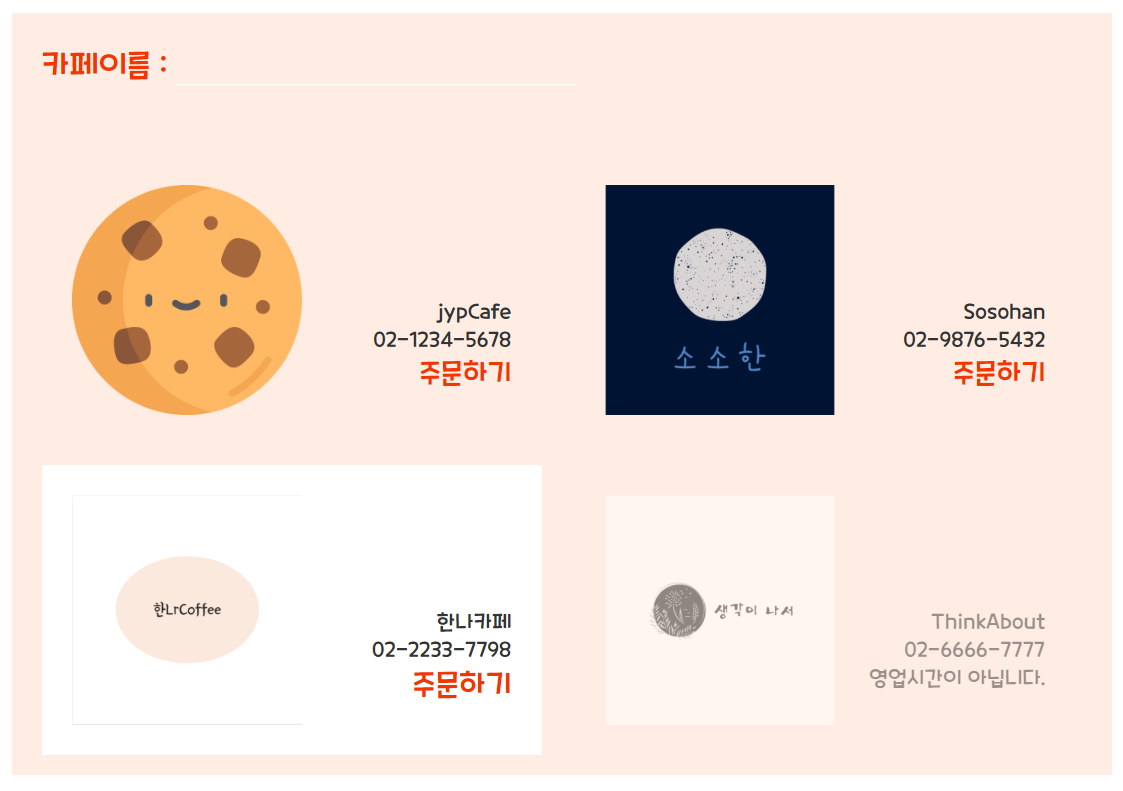 카페이름 :
jypCafe
02-1234-5678
주문하기
소소한
Sosohan
02-9876-5432
주문하기
한LrCoffee
한나카페
02-2233-7798
주문하기
생각이 나서
ThinkAbout
02-6666-7777
영업시간이 아닙니다.